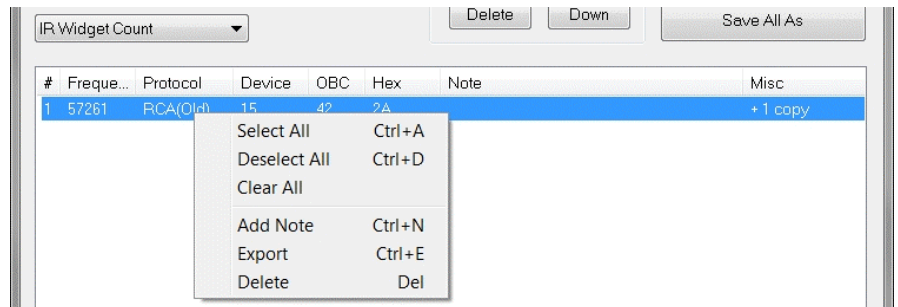 IR Widget Count
Delete Down Save All As
# Freque... Protocol Device OBC Hex Note Misc
1 57261 RCA(Old) 15 42 2A + 1 copy
Select All Ctrl+A
Deselect All Ctrl+D
Clear All
Add Note Ctrl+N
Export Ctrl+E
Delete Del